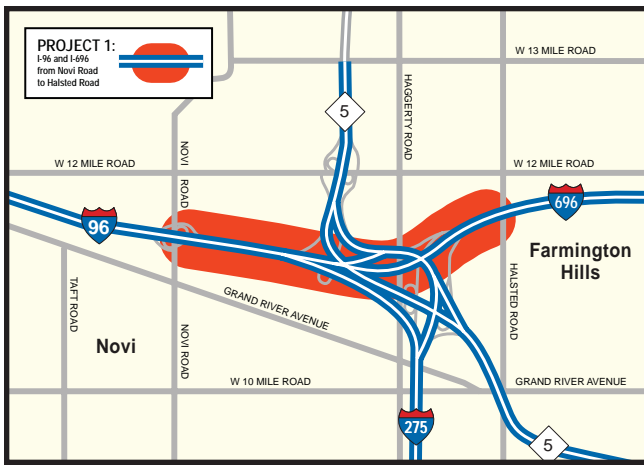 PROJECT 1:
I-96 and I-696
from Novi Road
to Halsted Road
W 13 MILE ROAD
5
HAGGERTY ROAD
NOVI ROAD
W 12 MILE ROAD
W 12 MILE ROAD
96
696
Farmington
Hills
TAFT ROAD
GRAND RIVER AVENUE
HALSTED ROAD
Novi
NOVI ROAD
W 10 MILE ROAD
GRAND RIVER AVENUE
275
5